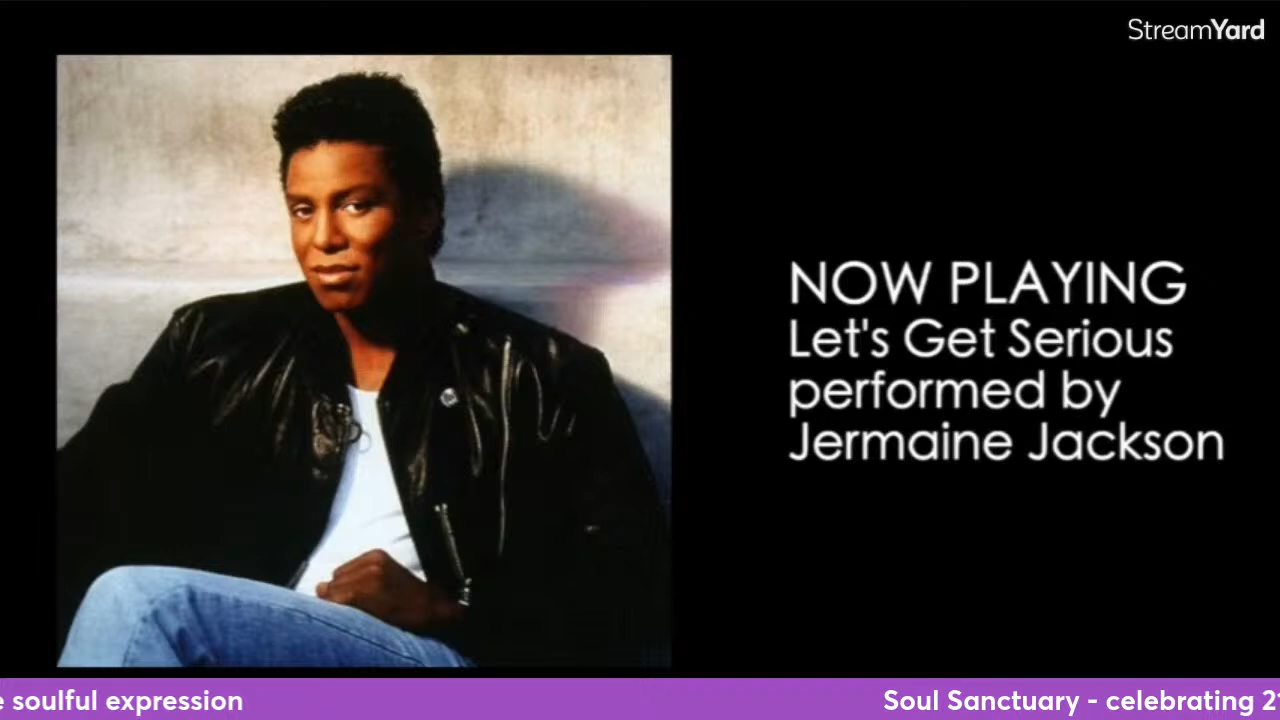 StreamYard
NOW PLAYING
Let's Get Serious
performed by
Jermaine Jackson
soulful expression
Soul Sanctuary - celebrating